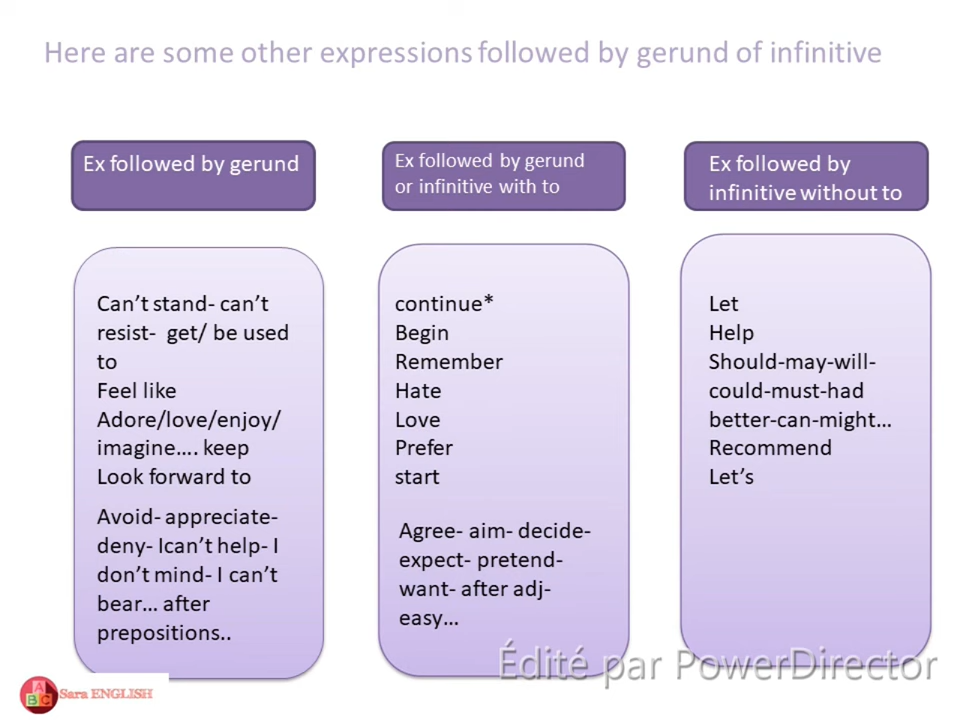 Here are some other expressions followed by gerund of infinitive
Ex followed by gerund
Ex followed by gerund
or infinitive with to
Ex followed by
infinitive without to
Can't stand- can't
resist- get/ be used
to
Feel like
Adore/love/enjoy/
imagine.... keep
Look forward to
Avoid- appreciate-
deny- Ican't help- I
don't mind- I can't
bear... after
prepositions..
continue*
Begin
Remember
Hate
Love
Prefer
start
Agree- aim- decide-
expect- pretend-
want- after adj-
easy...
Let
Help
Should-may-will-
could-must-had
better-can-might...
Recommend
Let's
Édité par PowerDirector
A
B C
Sara ENGLISH